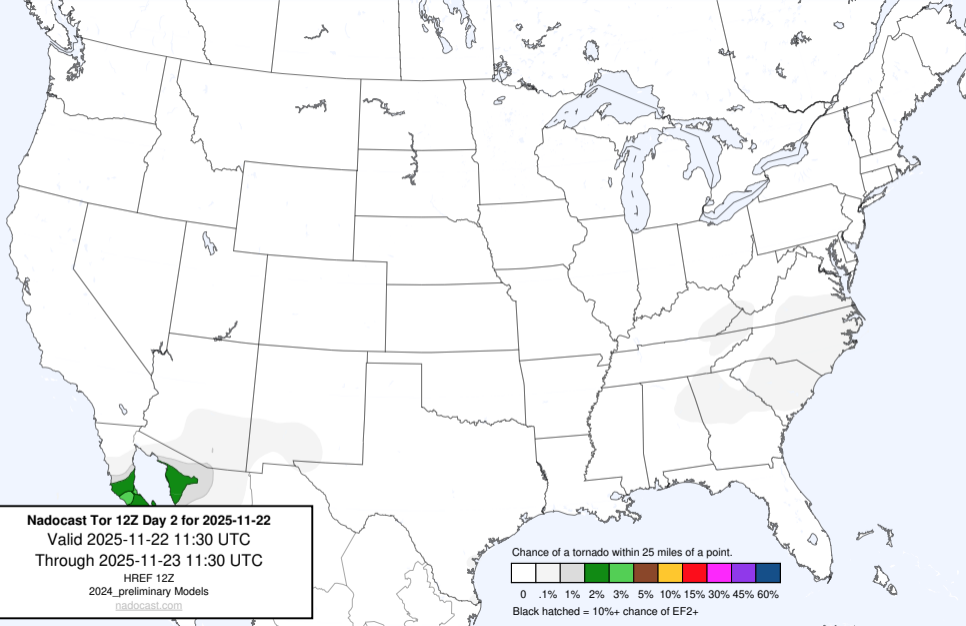 Nadocast Tor 12Z Day 2 for 2025-11-22
Valid 2025-11-22 11:30 UTC
Through 2025-11-23 11:30 UTC
HREF 12Z
2024_preliminary Models
nadocast.com
Chance of a tornado within 25 miles of a point.
0 .1% 1% 2% 3% 5% 10% 15% 30% 45% 60%
Black hatched = 10%+ chance of EF2+